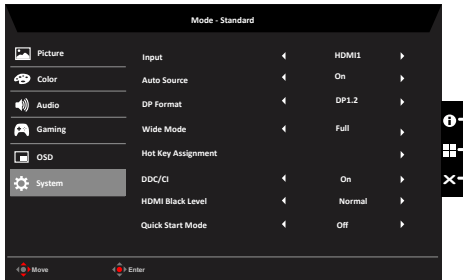 Mode - Standard
Picture
Color
Audio
Gaming
OSD
System
Input HDMI1
Auto Source On
DP Format DP1.2
Wide Mode Full
Hot Key Assignment
DDC/CI On
HDMI Black Level Normal
Quick Start Mode Off
Move Enter